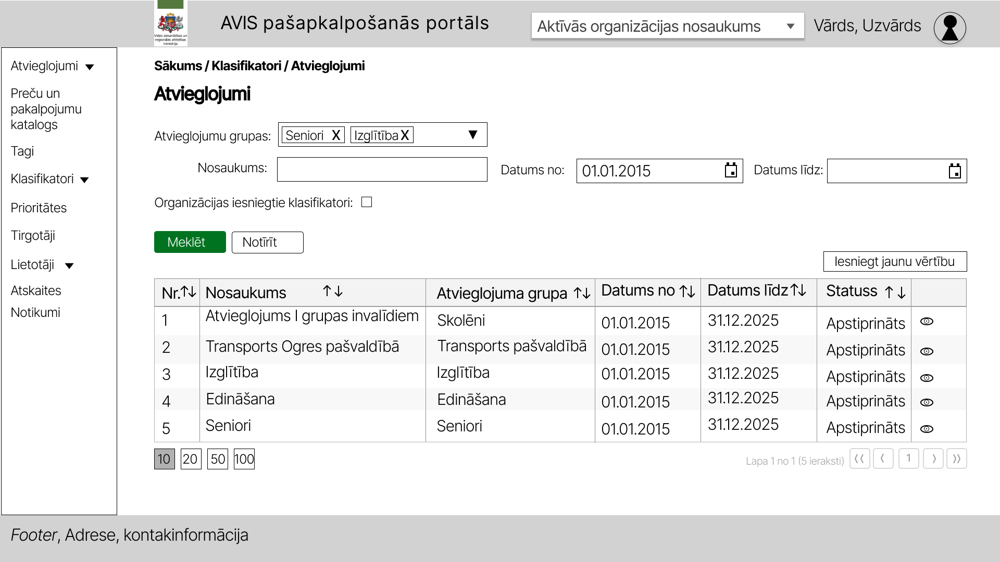 Vides aizsardzības un
reģionālās attīstības
ministrija
AVIS pašapkalpošanās portāls
Aktīvās organizācijas nosaukums
Vārds, Uzvārds
Atvieglojumi
Preču un
pakalpojumu
katalogs
Tagi
Klasifikatori
Prioritātes
Tirgotāji
Lietotāji
Atskaites
Notikumi
Sākums / Klasifikatori / Atvieglojumi
Atvieglojumi
Atvieglojumu grupas: Seniori X Izglītība X
Nosaukums: Datums no: 01.01.2015 Datums līdz:
Organizācijas iesniegtie klasifikatori:
Meklēt Notīrīt
Iesniegt jaunu vērtību
Nr. Nosaukums Atvieglojuma grupa Datums no Datums līdz Statuss
1 Atvieglojums I grupas invalīdiem Skolēni 01.01.2015 31.12.2025 Apstiprināts
2 Transports Ogres pašvaldībā Transports pašvaldībā 01.01.2015 31.12.2025 Apstiprināts
3 Izglītība Izglītība 01.01.2015 31.12.2025 Apstiprināts
4 Edināšana Edināšana 01.01.2015 31.12.2025 Apstiprināts
5 Seniori Seniori 01.01.2015 31.12.2025 Apstiprināts
10 20 50 100
Lapa 1 no 1 (5 ieraksti) 1
Footer, Adrese, kontakinformācija